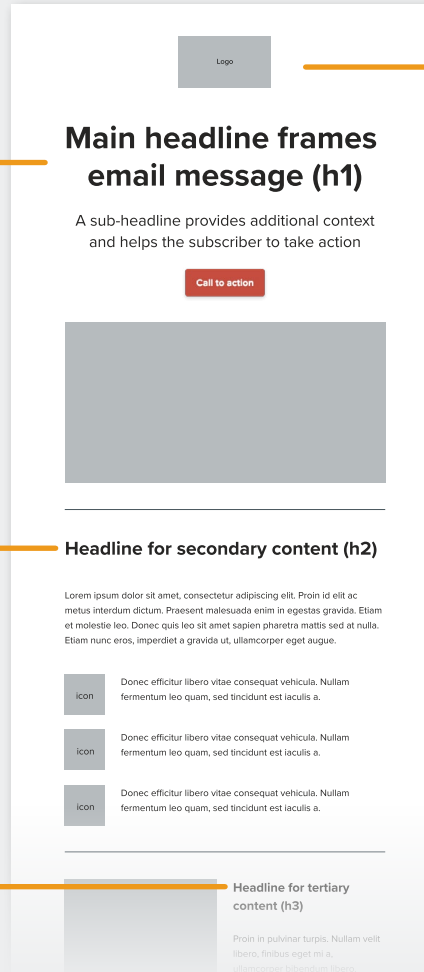 Logo
Main headline frames
email message (h1)
A sub-headline provides additional context
and helps the subscriber to take action
Call to action
Headline for secondary content (h2)
Lorem ipsum dolor sit amet, consectetur adipiscing elit. Proin id elit ac
metus interdum dictum. Praesent malesuada enim in egestas gravida. Etiam
et molestie leo. Donec quis leo sit amet sapien pharetra mattis sed at nulla.
Etiam nunc eros, imperdiet a gravida ut, ullamcorper eget augue.
icon
Donec efficitur libero vitae consequat vehicula. Nullam
fermentum leo quam, sed tincidunt est iaculis a.
icon
Donec efficitur libero vitae consequat vehicula. Nullam
fermentum leo quam, sed tincidunt est iaculis a.
icon
Donec efficitur libero vitae consequat vehicula. Nullam
fermentum leo quam, sed tincidunt est iaculis a.
Headline for tertiary
content (h3)
Proin in pulvinar turpis. Nullam velit
libero, finibus eget mi a,
ullamcorper bibendum libero